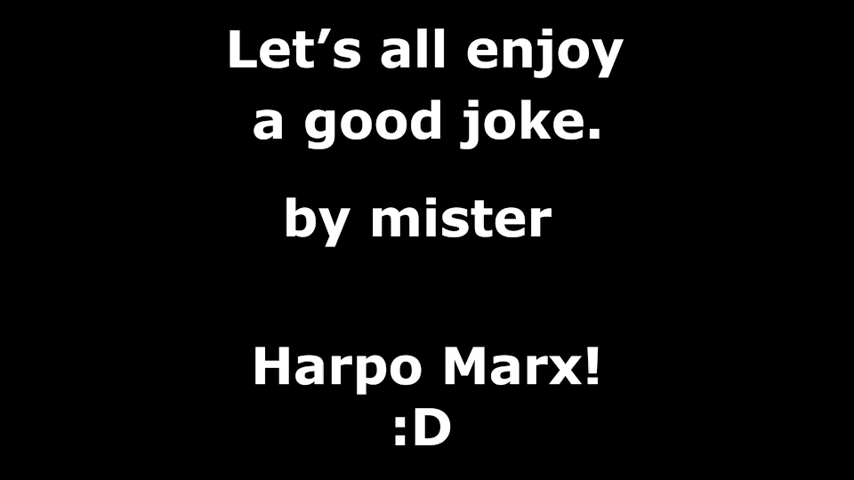 Let’s all enjoy
a good joke.
by mister
Harpo Marx!
:D